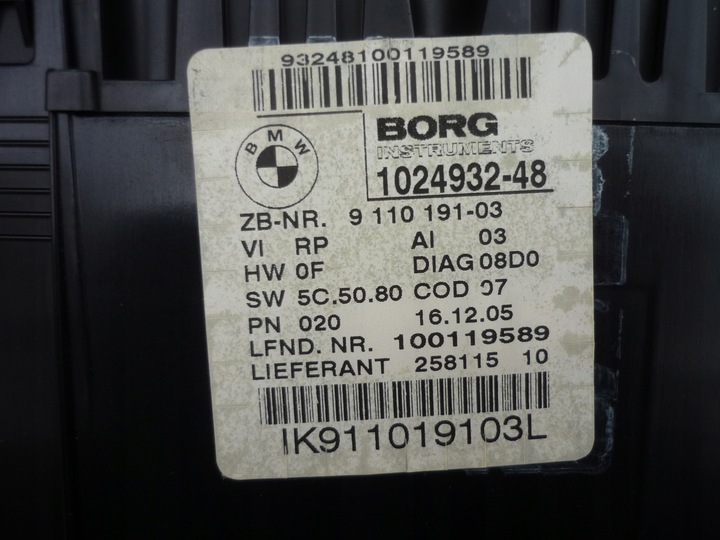 93248100119589
BMW
BORG
INSTRUMENTS
1024932-48
ZB-NR. 9 110 191-03
VI RP AI 03
HW 0F DIAG 08D0
SW 5C.50.80 COD 07
PN 020 16.12.05
LFND. NR. 100119589
LIEFERANT 258115 10
IK911019103L